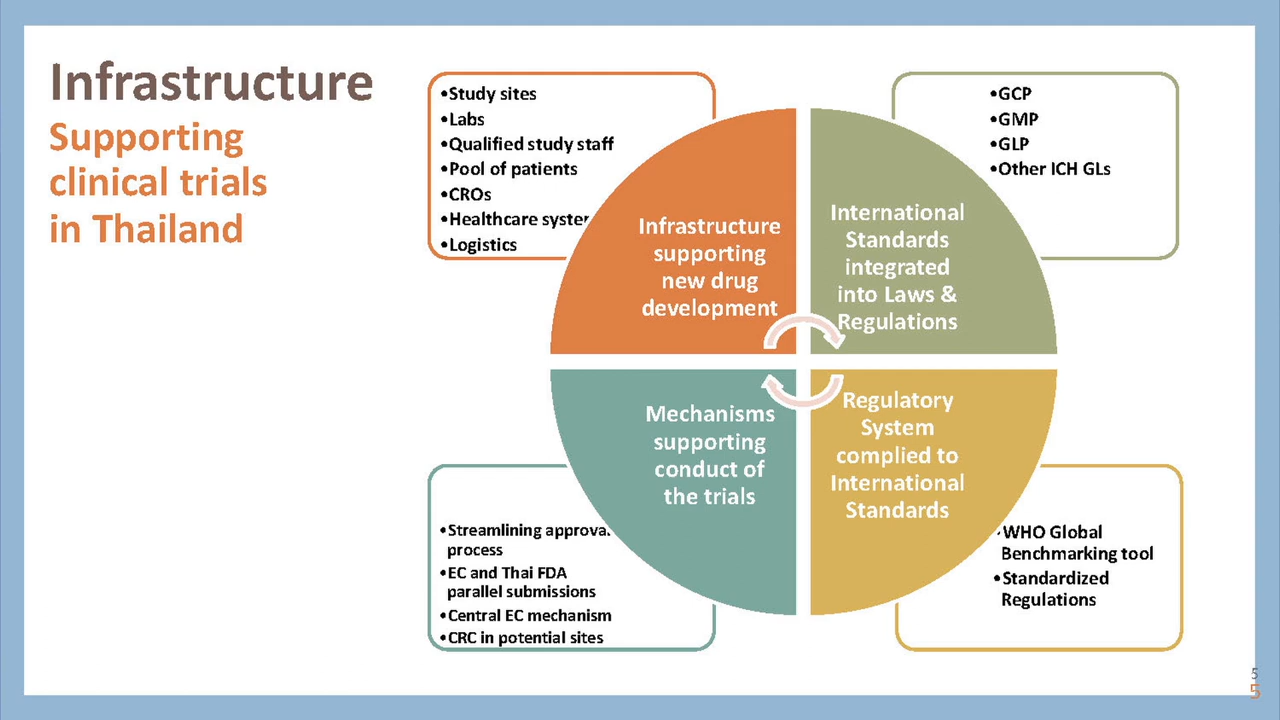 Infrastructure
Supporting
clinical trials
in Thailand
•Study sites
•Labs
•Qualified study staff
•Pool of patients
•CROs
•Healthcare
•Logistics
Infrastructure
supporting
new drug
development
•GCP
•GMP
•GLP
•Other ICH GLs
International
Standards
integrated
into Laws &
Regulations
Mechanisms
supporting
conduct of
the trials
•Streamlining
process
•EC and Thai FDA
parallel submissions
•Central EC mechanism
•CRC in potential sites
Regulatory
System
complied to
International
Standards
•WHO Global
Benchmarking tool
•Standardized
Regulations
5
5